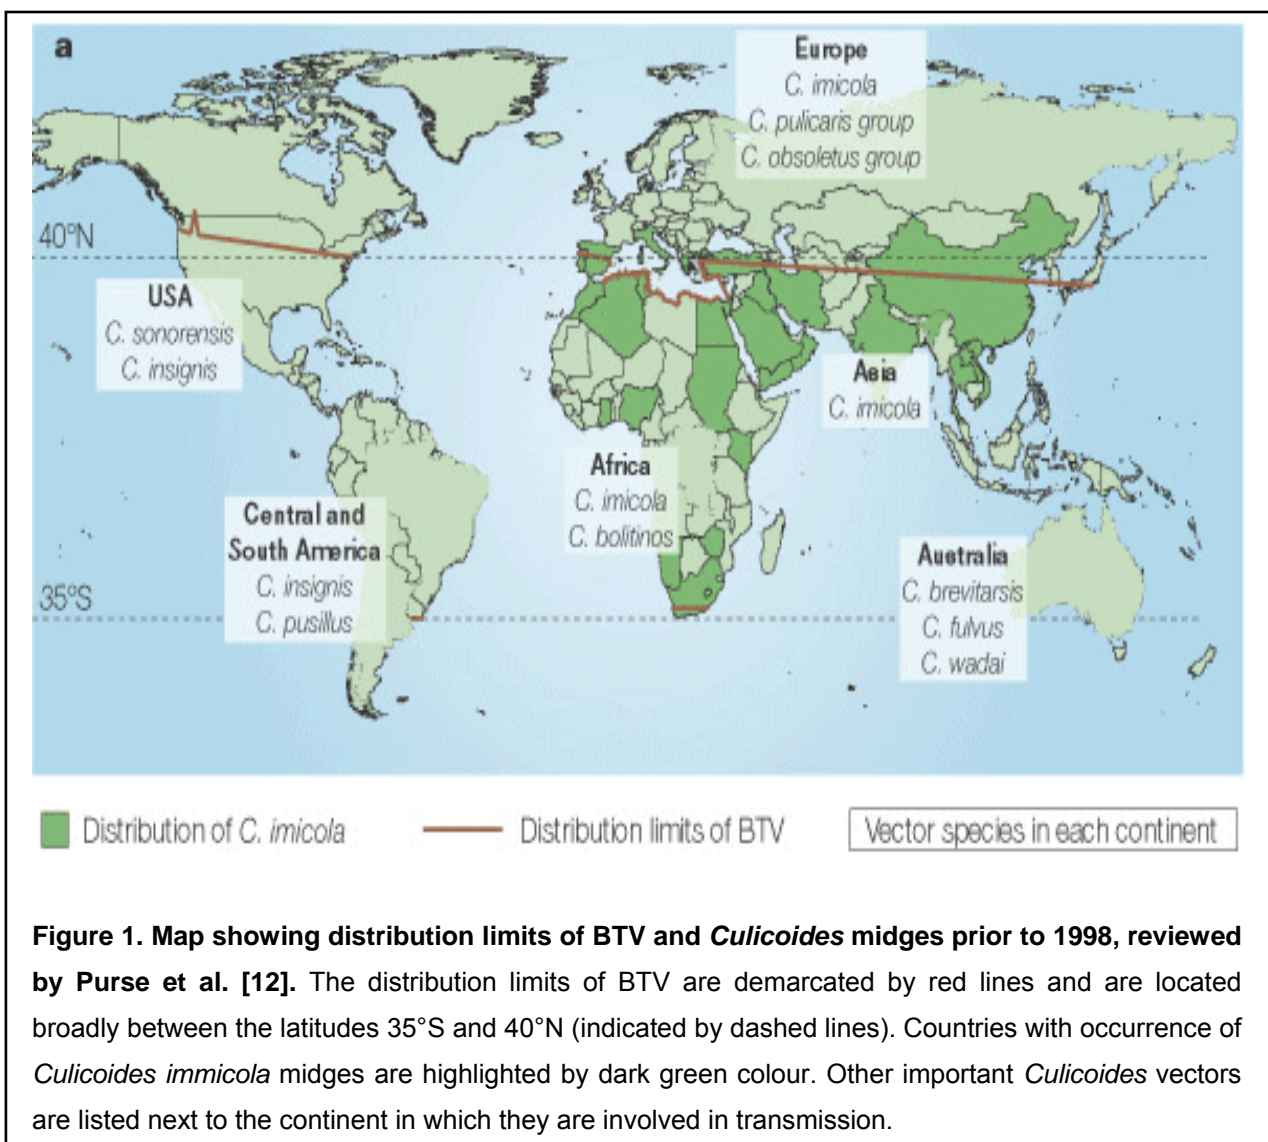 a
Europe
C. imicola
C. pulicaris group
C. obsoletus group
40°N
USA
C. sonorensis
C. insignis
Asia
C. imicola
Africa
C. imicola
C. bolitinos
Central and
South America
C. insignis
C. pusillus
Australia
C. brevitarsis
C. fulvus
C. wadai
35°S
Distribution of C. imicola
Distribution limits of BTV
Vector species in each continent
Figure 1. Map showing distribution limits of BTV and Culicoides midges prior to 1998, reviewed
by Purse et al. [12]. The distribution limits of BTV are demarcated by red lines and are located
broadly between the latitudes 35°S and 40°N (indicated by dashed lines). Countries with occurrence of
Culicoides immicola midges are highlighted by dark green colour. Other important Culicoides vectors
are listed next to the continent in which they are involved in transmission.